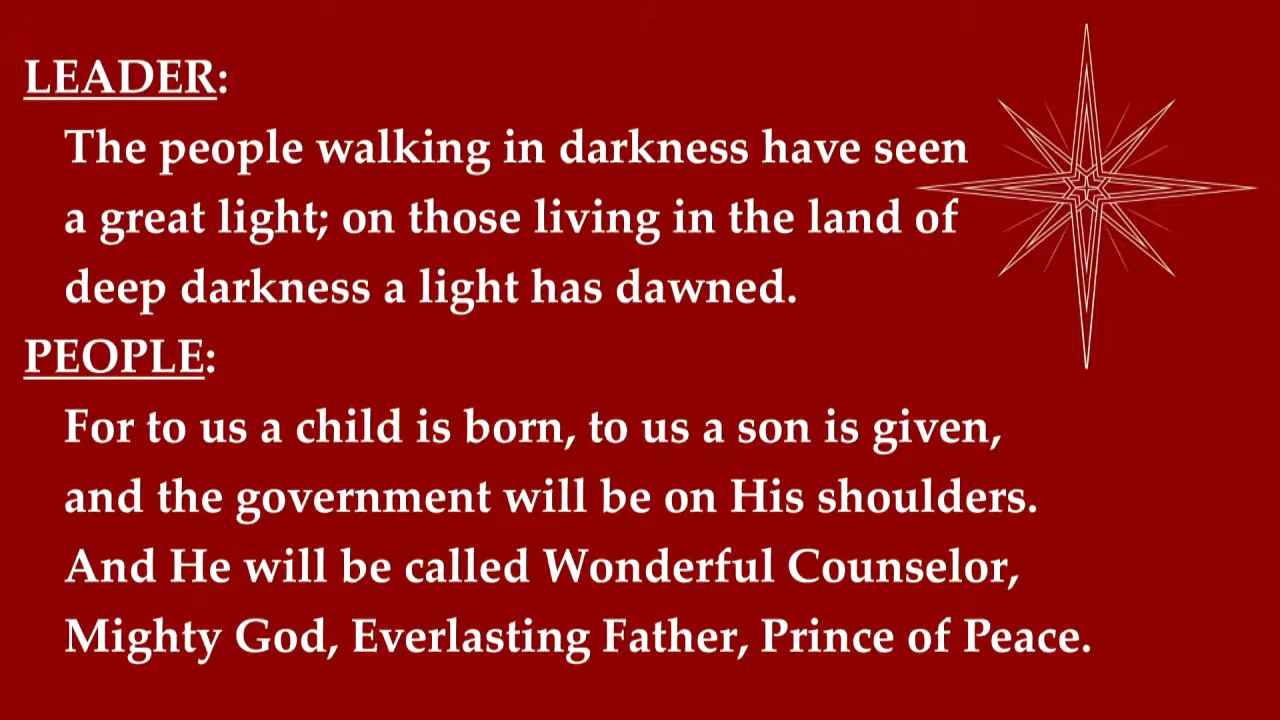 LEADER:
The people walking in darkness have seen
a great light; on those living in the land of
deep darkness a light has dawned.
PEOPLE:
For to us a child is born, to us a son is given,
and the government will be on His shoulders.
And He will be called Wonderful Counselor,
Mighty God, Everlasting Father, Prince of Peace.